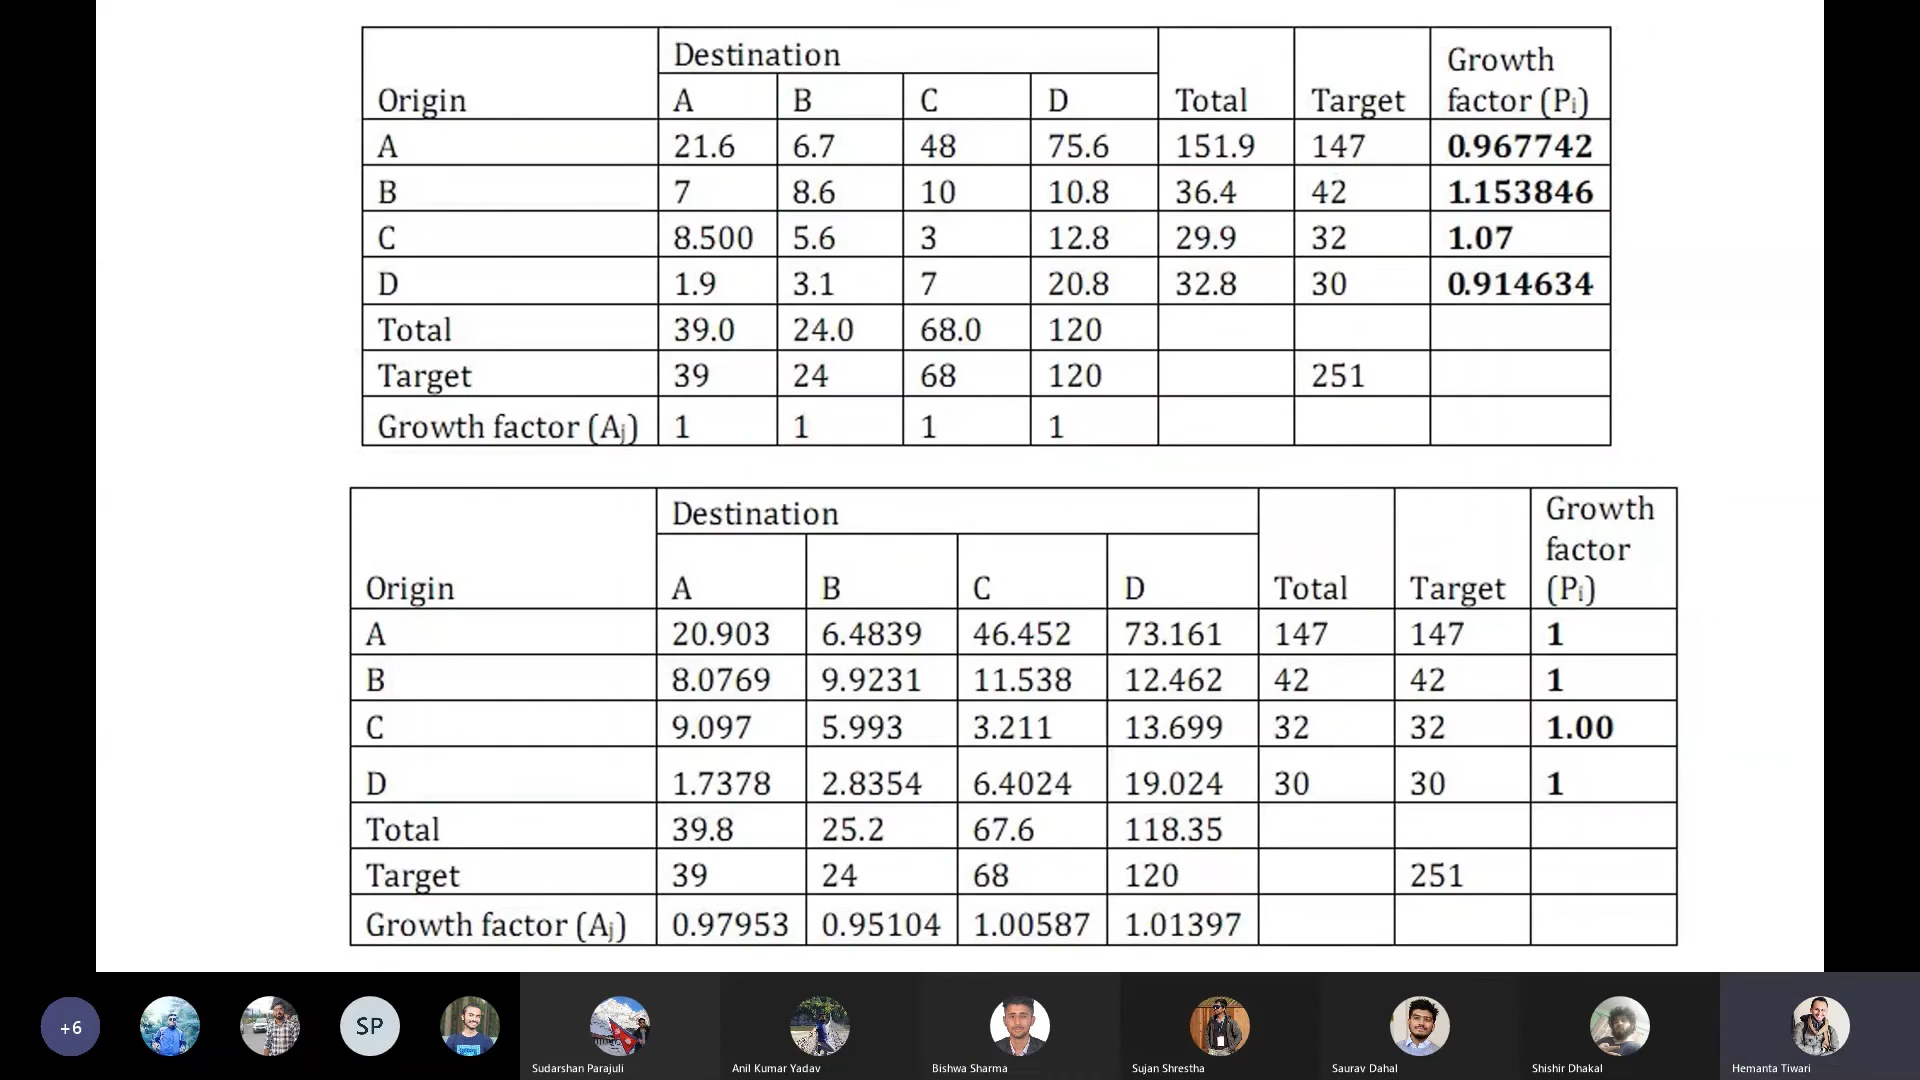 Destination
Growth
Origin A B C D Total Target factor (Pi)
A 21.6 6.7 48 75.6 151.9 147 0.967742
B 7 8.6 10 10.8 36.4 42 1.153846
C 8.500 5.6 3 12.8 29.9 32 1.07
D 1.9 3.1 7 20.8 32.8 30 0.914634
Total 39.0 24.0 68.0 120
Target 39 24 68 120 251
Growth factor (Aj) 1 1 1 1
Destination
Growth
factor
Origin A B C D Total Target (Pi)
A 20.903 6.4839 46.452 73.161 147 147 1
B 8.0769 9.9231 11.538 12.462 42 42 1
C 9.097 5.993 3.211 13.699 32 32 1.00
D 1.7378 2.8354 6.4024 19.024 30 30 1
Total 39.8 25.2 67.6 118.35
Target 39 24 68 120 251
Growth factor (Aj) 0.97953 0.95104 1.00587 1.01397
+6 SP
Sudarshan Parajuli Anil Kumar Yadav Bishwa Sharma Sujan Shrestha Saurav Dahal Shishir Dhakal Hemanta Tiwari